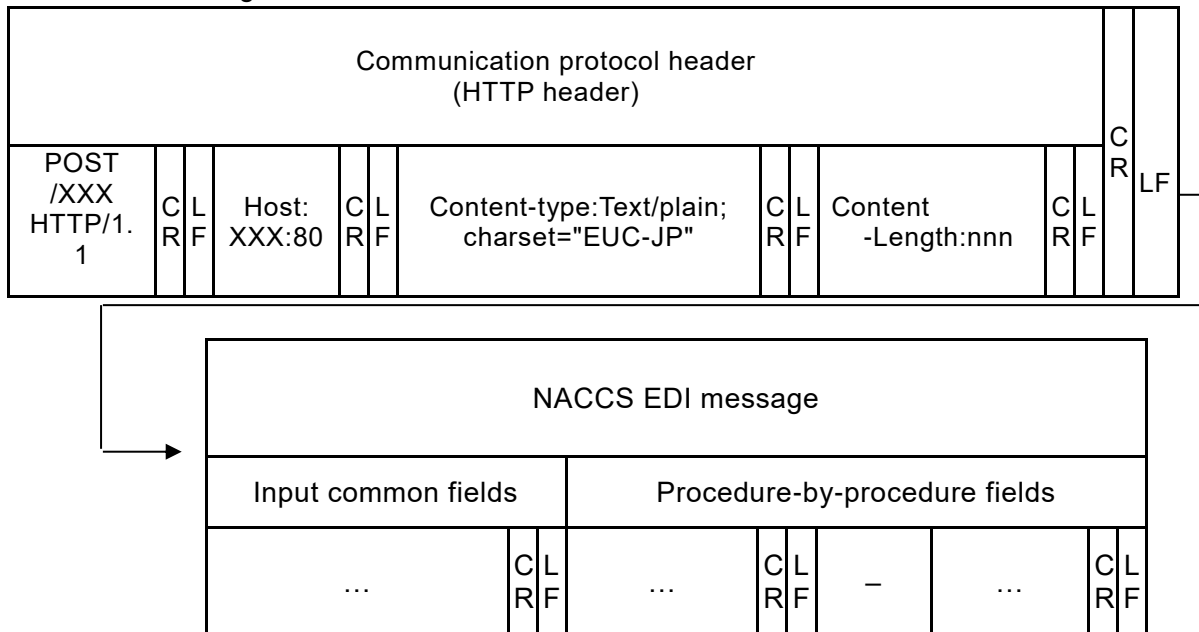 Communication protocol header
(HTTP header)
C
R
LF
POST
/XXX
HTTP/1.
1
C L
R F
Host:
XXX:80
C L
R F
Content-type:Text/plain;
charset="EUC-JP"
C L
R F
Content
-Length:nnn
C L
R F
NACCS EDI message
Input common fields
Procedure-by-procedure fields
…
C L
R F
…
C L
R F
–
…
C L
R F